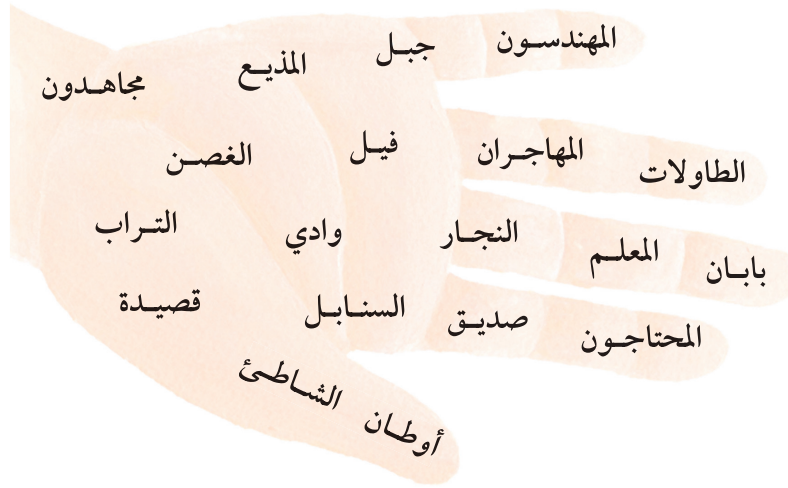 المهندسون
جبل
المذيع
مجاهدون
الطاولات
المهاجران
فيل
الغصن
بابان
المعلم
النجار
وادي
التراب
المحتاجون
صديق
السنابل
قصيدة
الشاطئ
أوطان